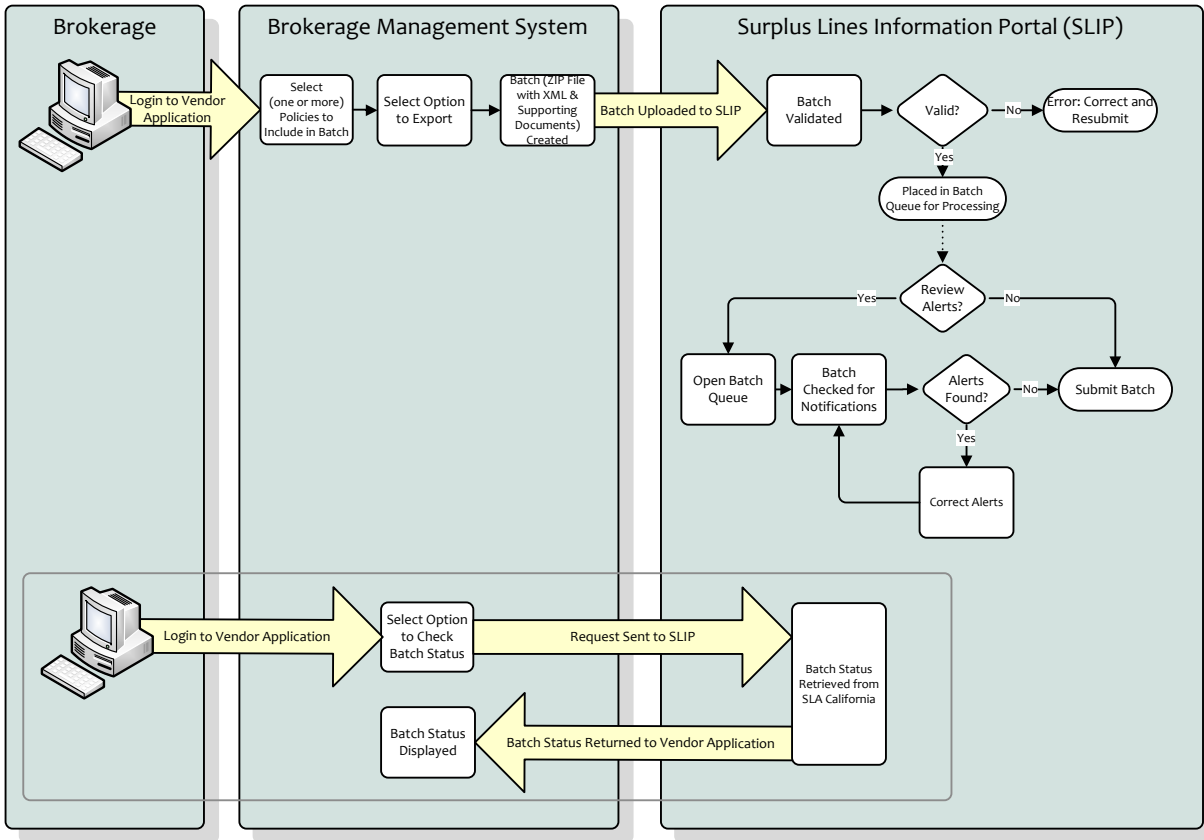 Brokerage
Brokerage Management System
Surplus Lines Information Portal (SLIP)
Login to Vendor
Application
Select
(one or more)
Policies to
Include in Batch
Select Option
to Export
Batch (ZIP File
with XML &
Supporting
Documents)
Created
Batch Uploaded to SLIP
Batch
Validated
Valid?
No
Error: Correct and
Resubmit
Yes
Placed in Batch
Queue for Processing
Review
Alerts?
Yes
No
Open Batch
Queue
Batch
Checked for
Notifications
Alerts
Found?
No
Submit Batch
Yes
Correct Alerts
Login to Vendor Application
Select Option
to Check
Batch Status
Request Sent to SLIP
Batch Status
Retrieved from
SLA California
Batch Status
Displayed
Batch Status Returned to Vendor Application